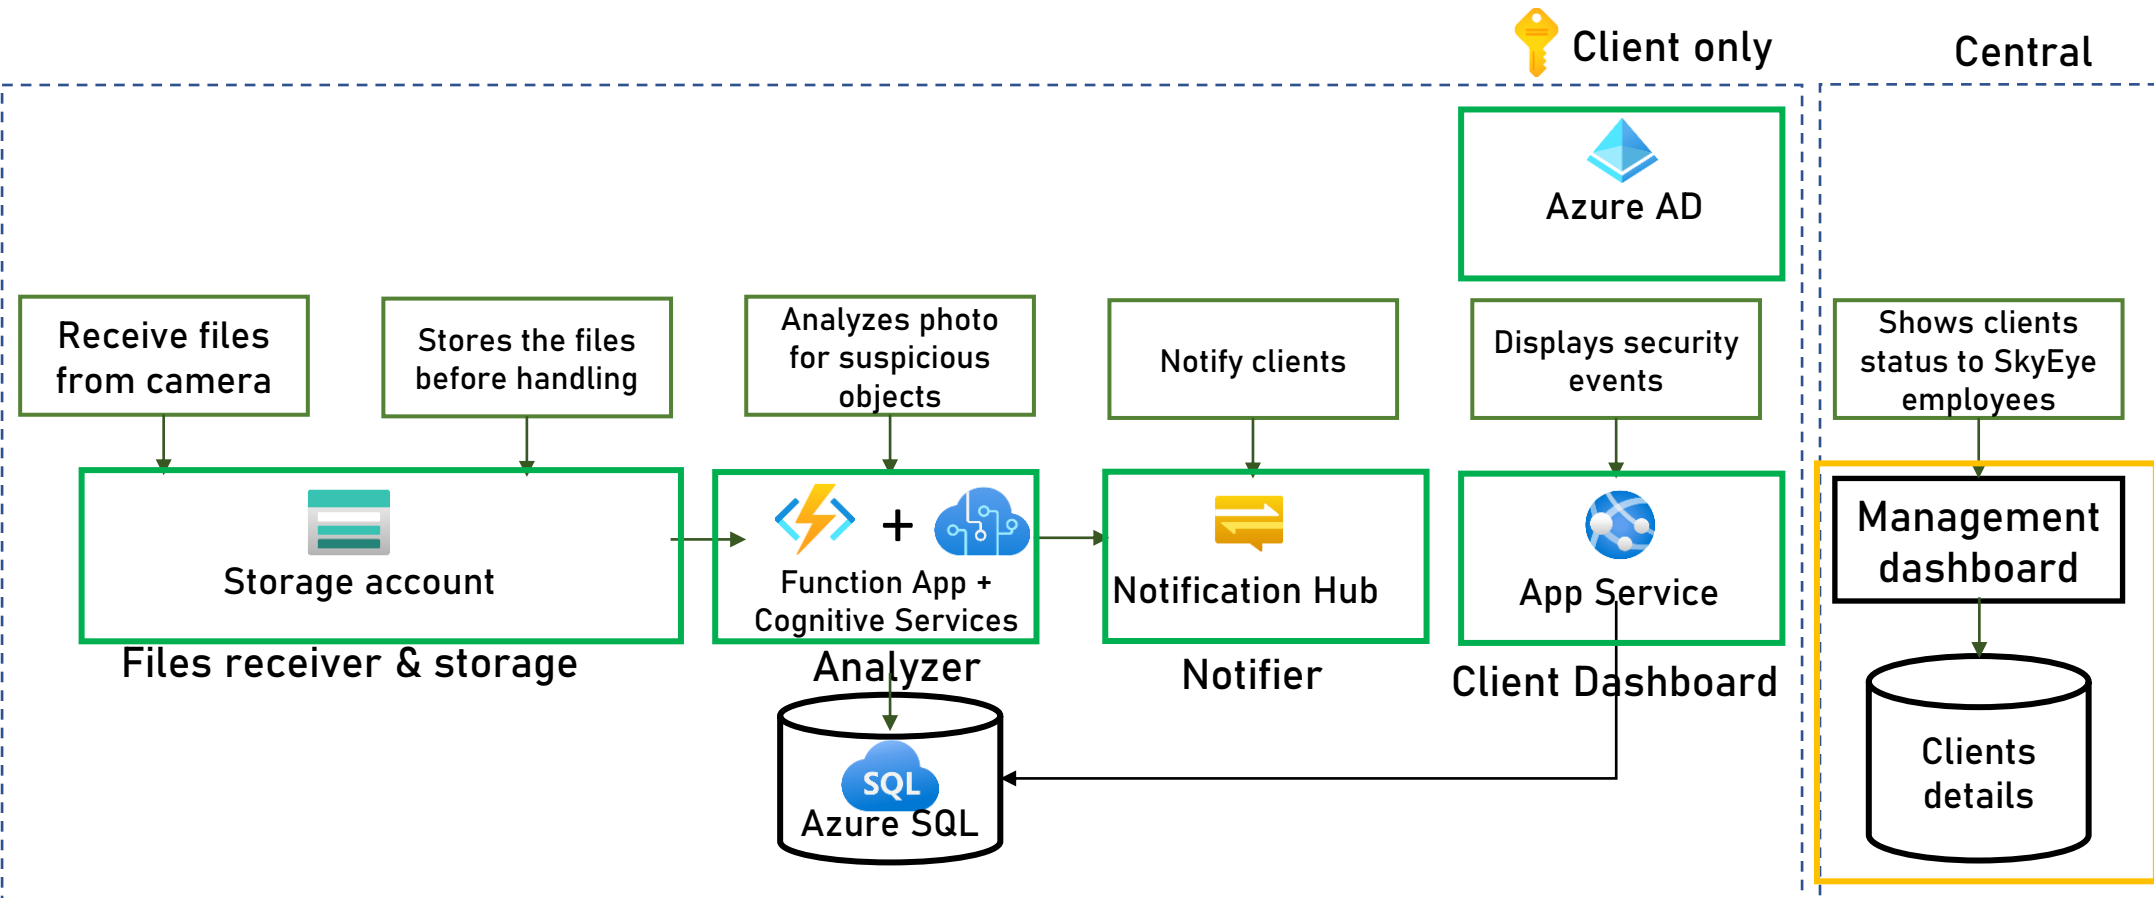 Client only
Central
Azure AD
Receive files
from camera
Stores the files
before handling
Analyzes photo
for suspicious
objects
Notify clients
Displays security
events
Shows clients
status to SkyEye
employees
Storage account
+
Function App +
Cognitive Services
Notification Hub
App Service
Management
dashboard
Files receiver & storage
Analyzer
Notifier
Client Dashboard
SQL
Azure SQL
Clients
details